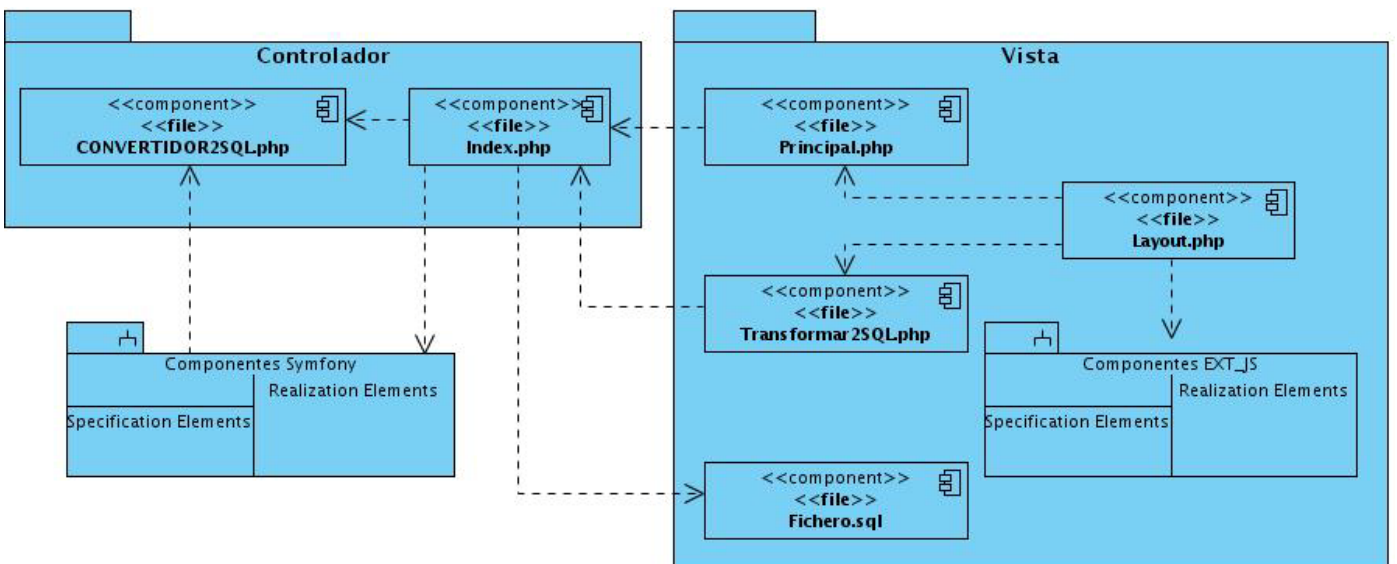 Controlador
<<component>>
<<file>>
CONVERTIDOR2SQL.php
<<component>>
<<file>>
Index.php
Componentes Symfony
Realization Elements
Specification Elements
Vista
<<component>>
<<file>>
Principal.php
<<component>>
<<file>>
Layout.php
<<component>>
<<file>>
Transformar2SQL.php
Componentes EXT_JS
Realization Elements
Specification Elements
<<component>>
<<file>>
Fichero.sql